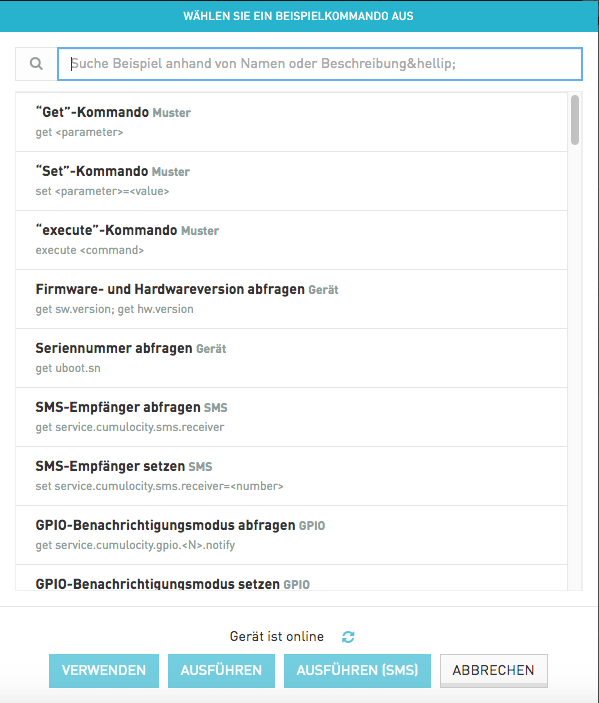 WÄHLEN SIE EIN BEISPIELKOMMANDO AUS
Suche Beispiel anhand von Namen oder Beschreibung&hellip;
“Get”-Kommando Muster
get <parameter>
“Set”-Kommando Muster
set <parameter>=<value>
“execute”-Kommando Muster
execute <command>
Firmware- und Hardwareversion abfragen Gerät
get sw.version; get hw.version
Seriennummer abfragen Gerät
get uboot.sn
SMS-Empfänger abfragen SMS
get service.cumulocity.sms.receiver
SMS-Empfänger setzen SMS
set service.cumulocity.sms.receiver=<number>
GPIO-Benachrichtigungsmodus abfragen GPIO
get service.cumulocity.gpio.<N>.notify
GPIO-Benachrichtigungsmodus setzen GPIO
Gerät ist online
VERWENDEN AUSFÜHREN AUSFÜHREN (SMS) ABBRECHEN